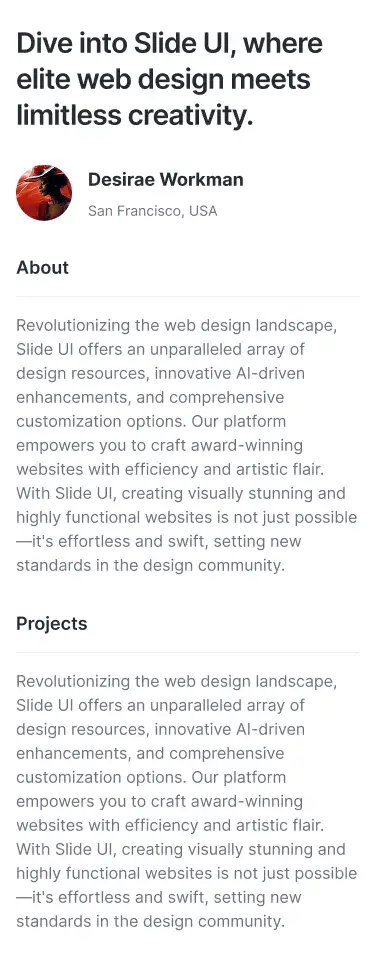 Dive into Slide UI, where
elite web design meets
limitless creativity.
Desirae Workman
San Francisco, USA
About
Revolutionizing the web design landscape,
Slide UI offers an unparalleled array of
design resources, innovative AI-driven
enhancements, and comprehensive
customization options. Our platform
empowers you to craft award-winning
websites with efficiency and artistic flair.
With Slide UI, creating visually stunning and
highly functional websites is not just possible
—it's effortless and swift, setting new
standards in the design community.
Projects
Revolutionizing the web design landscape,
Slide UI offers an unparalleled array of
design resources, innovative AI-driven
enhancements, and comprehensive
customization options. Our platform
empowers you to craft award-winning
websites with efficiency and artistic flair.
With Slide UI, creating visually stunning and
highly functional websites is not just possible
—it's effortless and swift, setting new
standards in the design community.